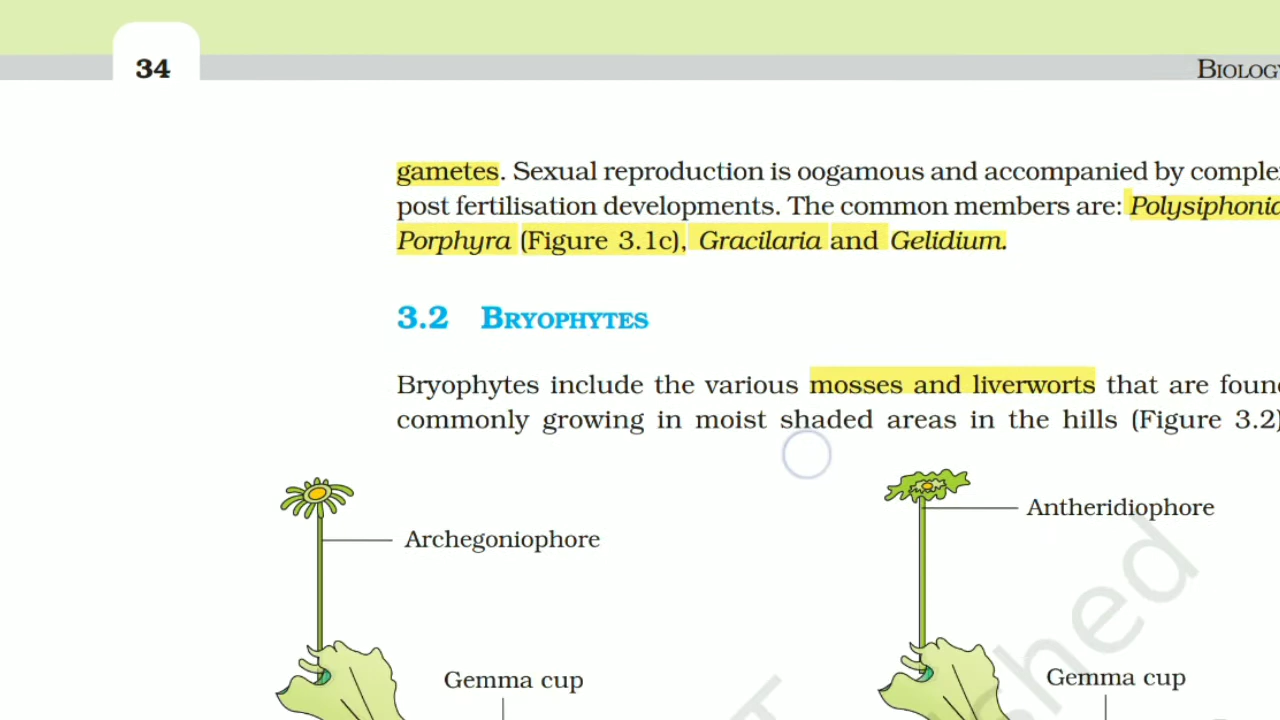 34
BIOLOGY
gametes. Sexual reproduction is oogamous and accompanied by comple
post fertilisation developments. The common members are: Polysiphonia
Porphyra (Figure 3.1c), Gracilaria and Gelidium.
3.2 BRYOPHYTES
Bryophytes include the various mosses and liverworts that are foun
commonly growing in moist shaded areas in the hills (Figure 3.2)
Archegoniophore
Antheridiophore
Gemma cup
Gemma cup